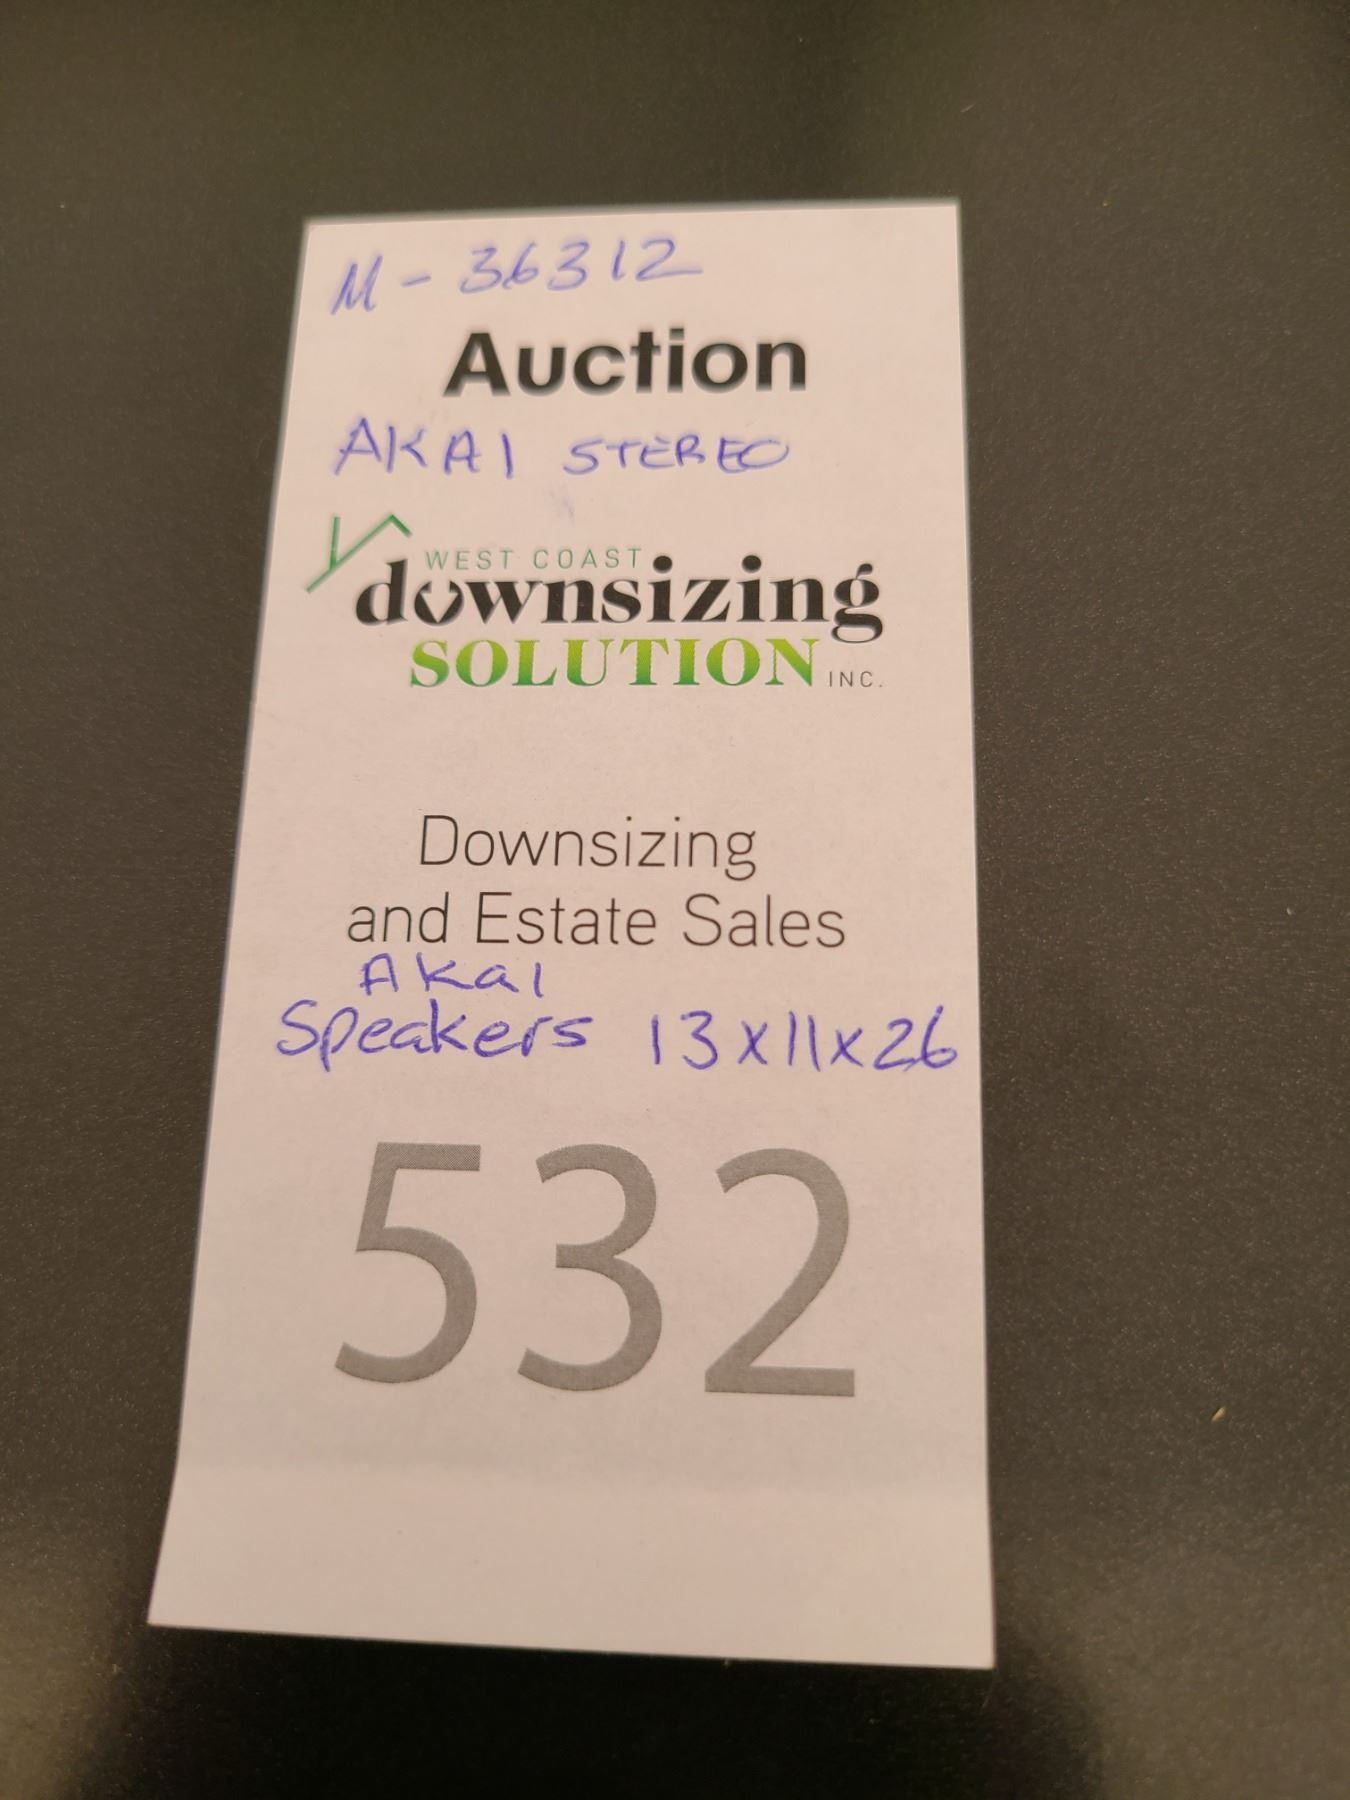 M - 36312
Auction
AKAI STEREO
WEST COAST
downsizing
SOLUTION INC.
Downsizing
and Estate Sales
Akai
Speakers 13x11x26
532